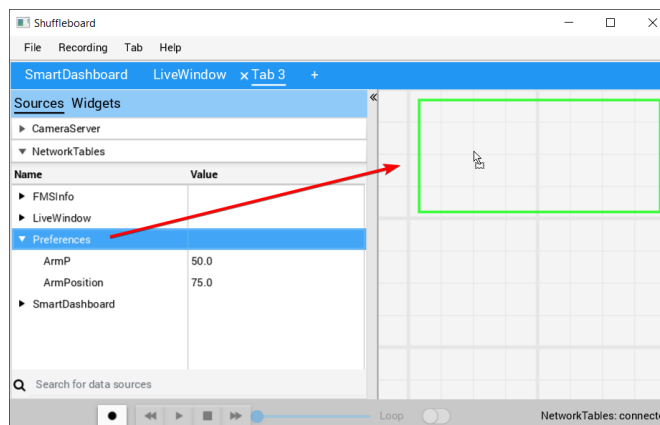 Shuffleboard
File Recording Tab Help
SmartDashboard LiveWindow Tab 3 +
Sources Widgets
CameraServer
NetworkTables
Name Value
FMSInfo
LiveWindow
Preferences
ArmP 50.0
ArmPosition 75.0
SmartDashboard
Search for data sources
Loop NetworkTables: connecte